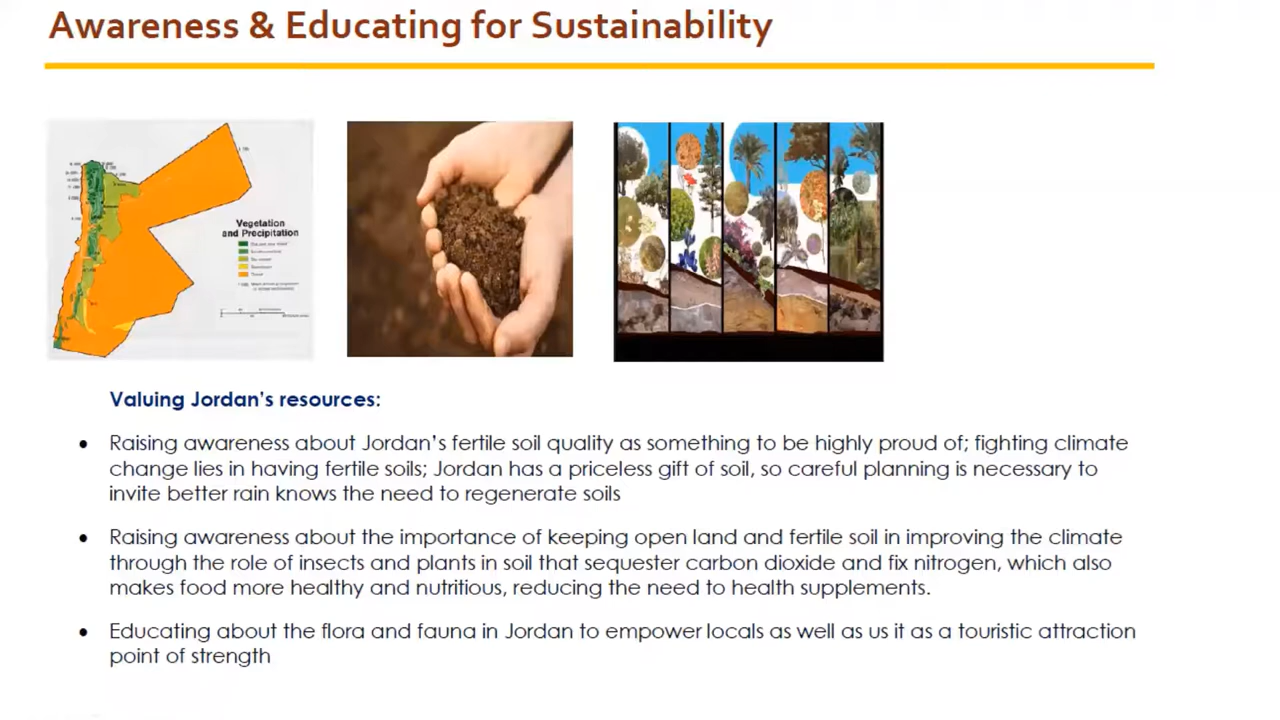 Awareness & Educating for Sustainability
Vegetation
and Precipitation
Valuing Jordan's resources:
• Raising awareness about Jordan's fertile soil quality as something to be highly proud of; fighting climate
change lies in having fertile soils; Jordan has a priceless gift of soil, so careful planning is necessary to
invite better rain knows the need to regenerate soils
• Raising awareness about the importance of keeping open land and fertile soil in improving the climate
through the role of insects and plants in soil that sequester carbon dioxide and fix nitrogen, which also
makes food more healthy and nutritious, reducing the need to health supplements.
• Educating about the flora and fauna in Jordan to empower locals as well as us it as a touristic attraction
point of strength